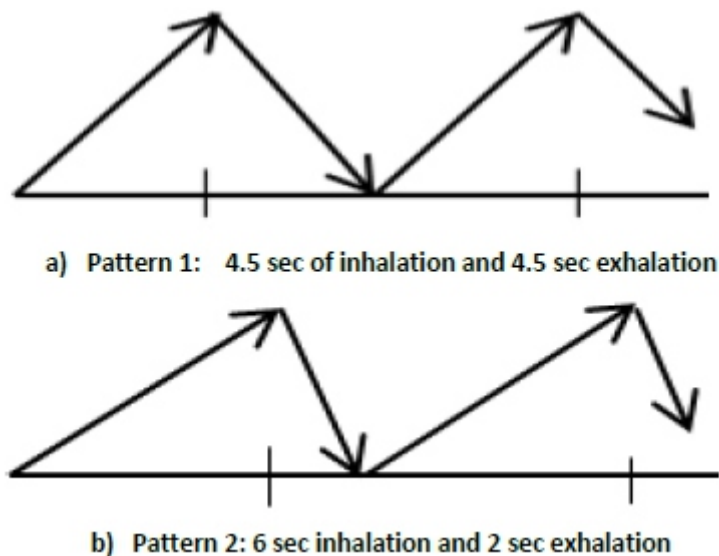 a) Pattern 1: 4.5 sec of inhalation and 4.5 sec exhalation
b) Pattern 2: 6 sec inhalation and 2 sec exhalation